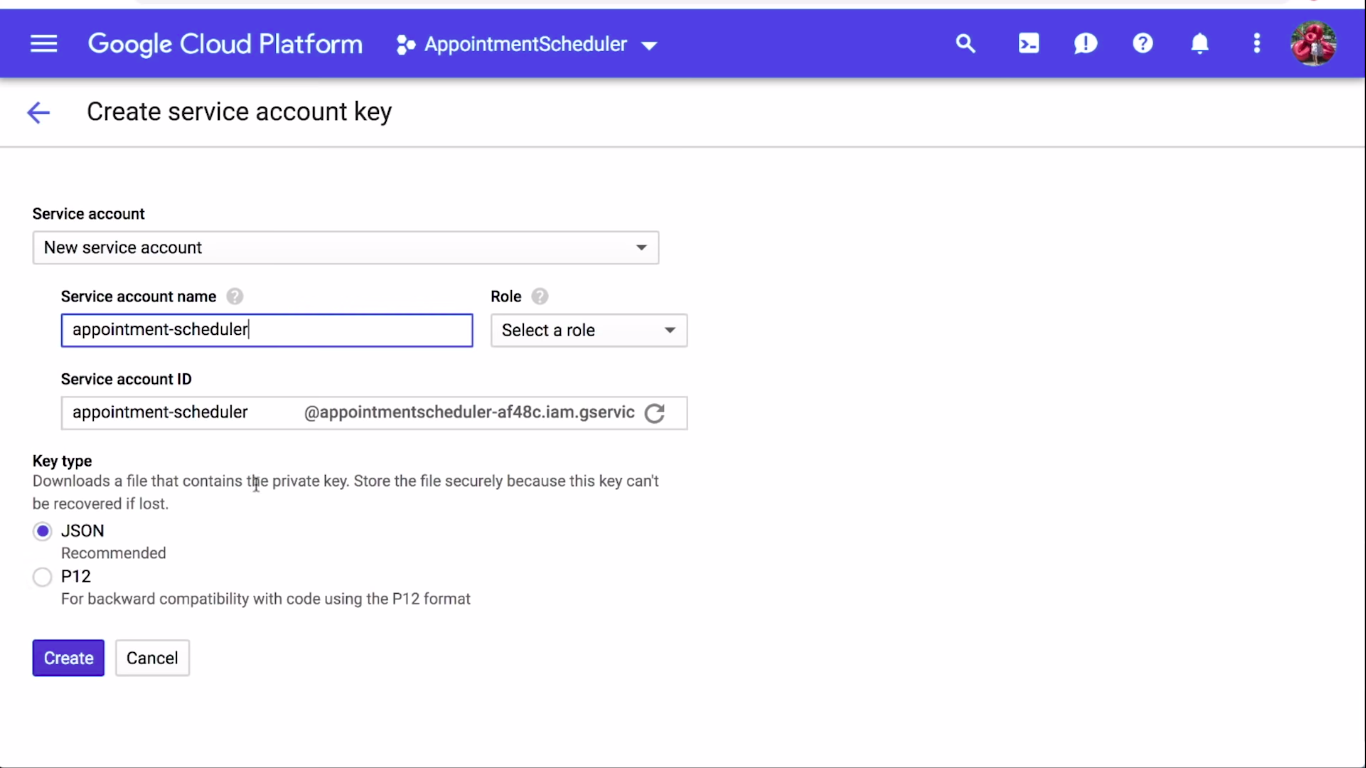 Google Cloud Platform
AppointmentScheduler
Create service account key
Service account
New service account
Service account name
Role
appointment-scheduler
Select a role
Service account ID
appointment-scheduler @appointmentscheduler-af48c.iam.gservic
Key type
Downloads a file that contains the private key. Store the file securely because this key can't
be recovered if lost.
JSON
Recommended
P12
For backward compatibility with code using the P12 format
Create
Cancel